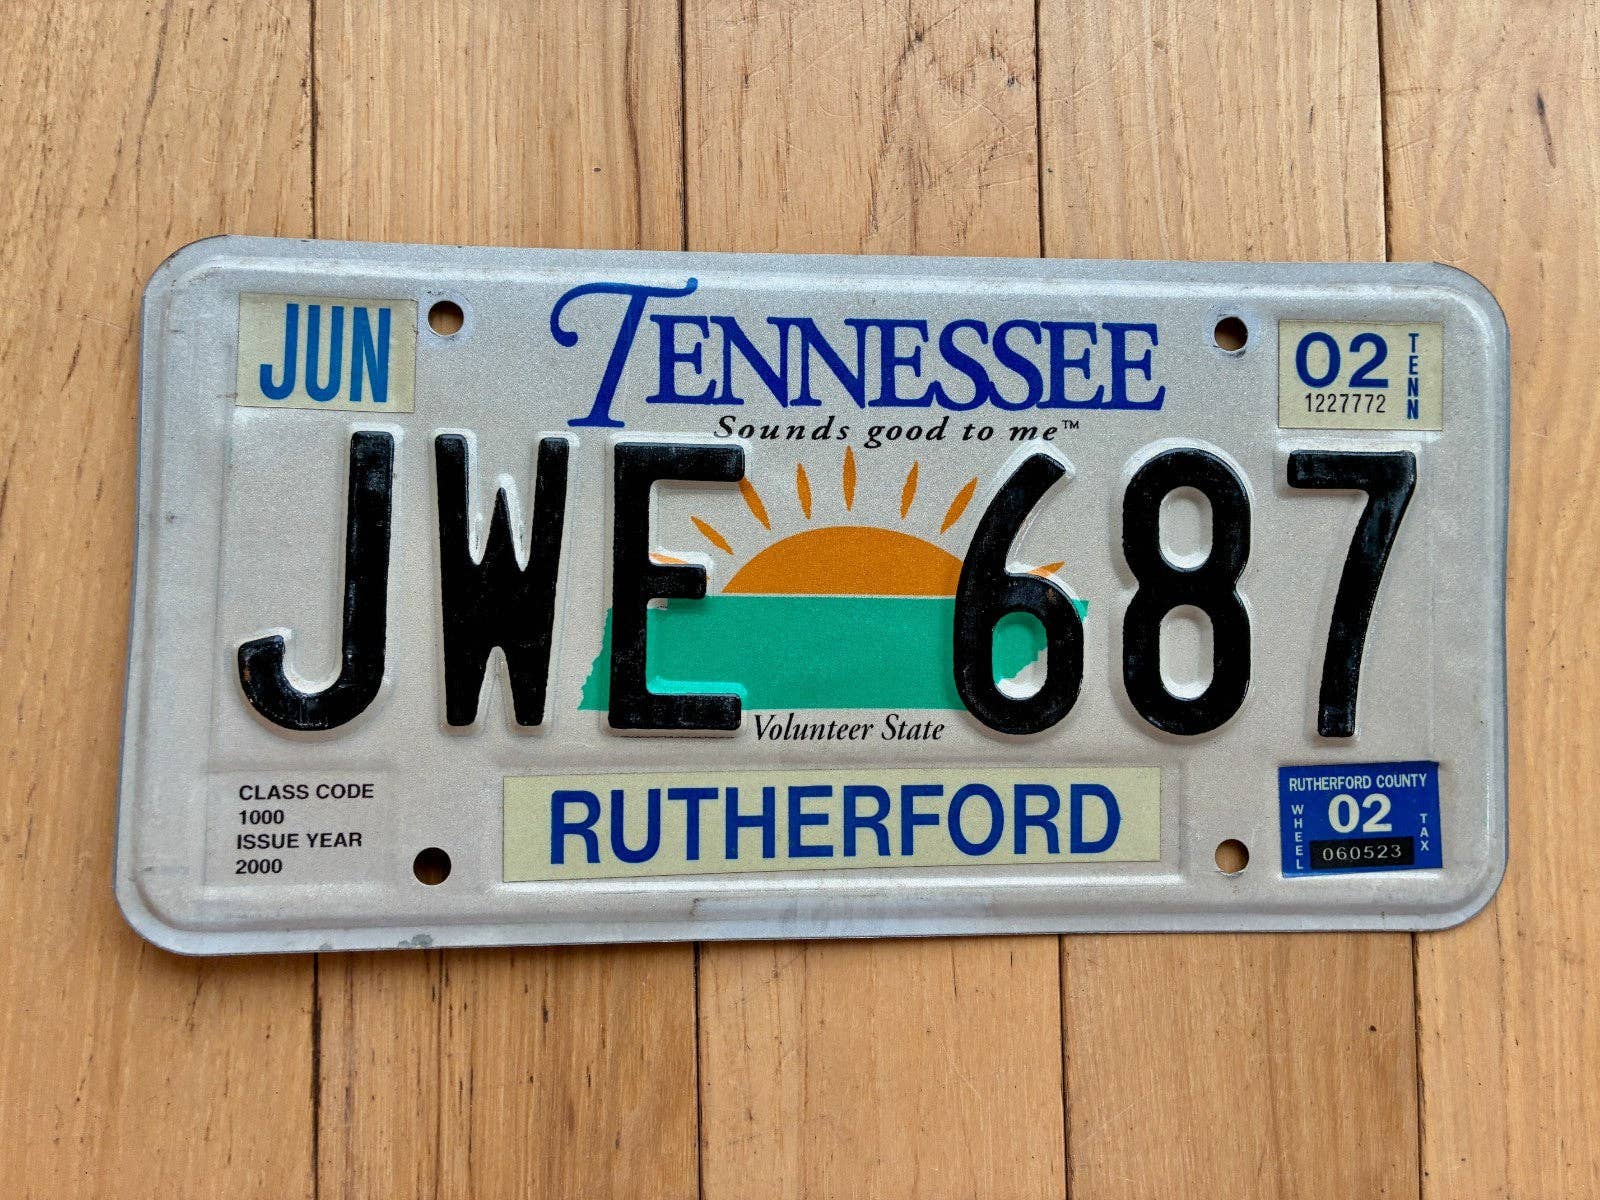 JUN
TENNESSEE
Sounds good to me™
02
1227772
TENN
JWE 687
Volunteer State
CLASS CODE
1000
ISSUE YEAR
2000
RUTHERFORD
RUTHERFORD COUNTY
WHEEL
02
TAX
060523